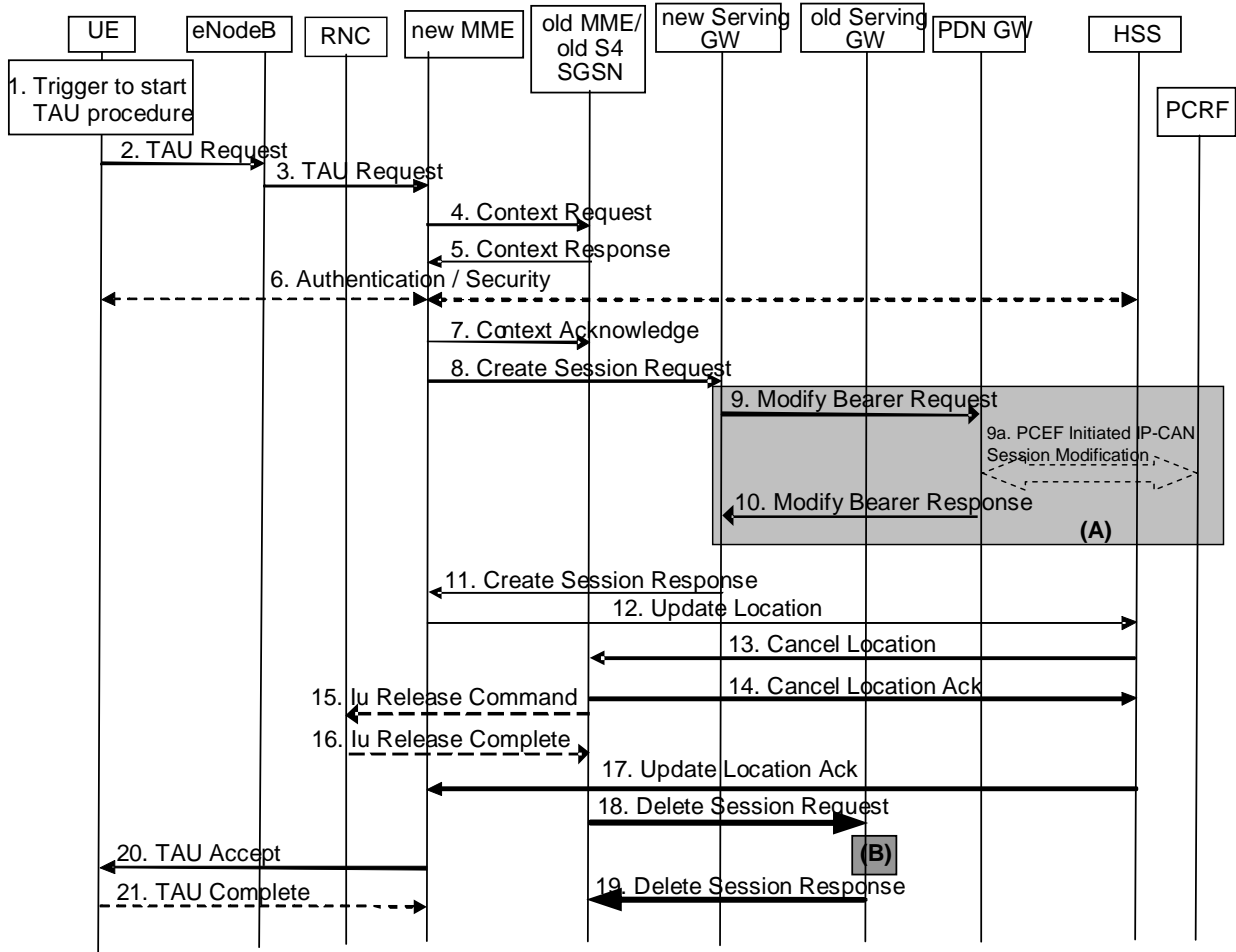 UE
eNodeB
RNC
new MME
old MME/
old S4
SGSN
new Serving
GW
old Serving
GW
PDN GW
HSS
PCRF
1. Trigger to start
TAU procedure
2. TAU Request
3. TAU Request
4. Context Request
5. Context Response
6. Authentication / Security
7. Context Acknowledge
8. Create Session Request
9. Modify Bearer Request
9a. PCEF Initiated IP-CAN
Session Modification
10. Modify Bearer Response
(A)
11. Create Session Response
12. Update Location
13. Cancel Location
14. Cancel Location Ack
15. Iu Release Command
16. Iu Release Complete
17. Update Location Ack
18. Delete Session Request
(B)
20. TAU Accept
19. Delete Session Response
21. TAU Complete